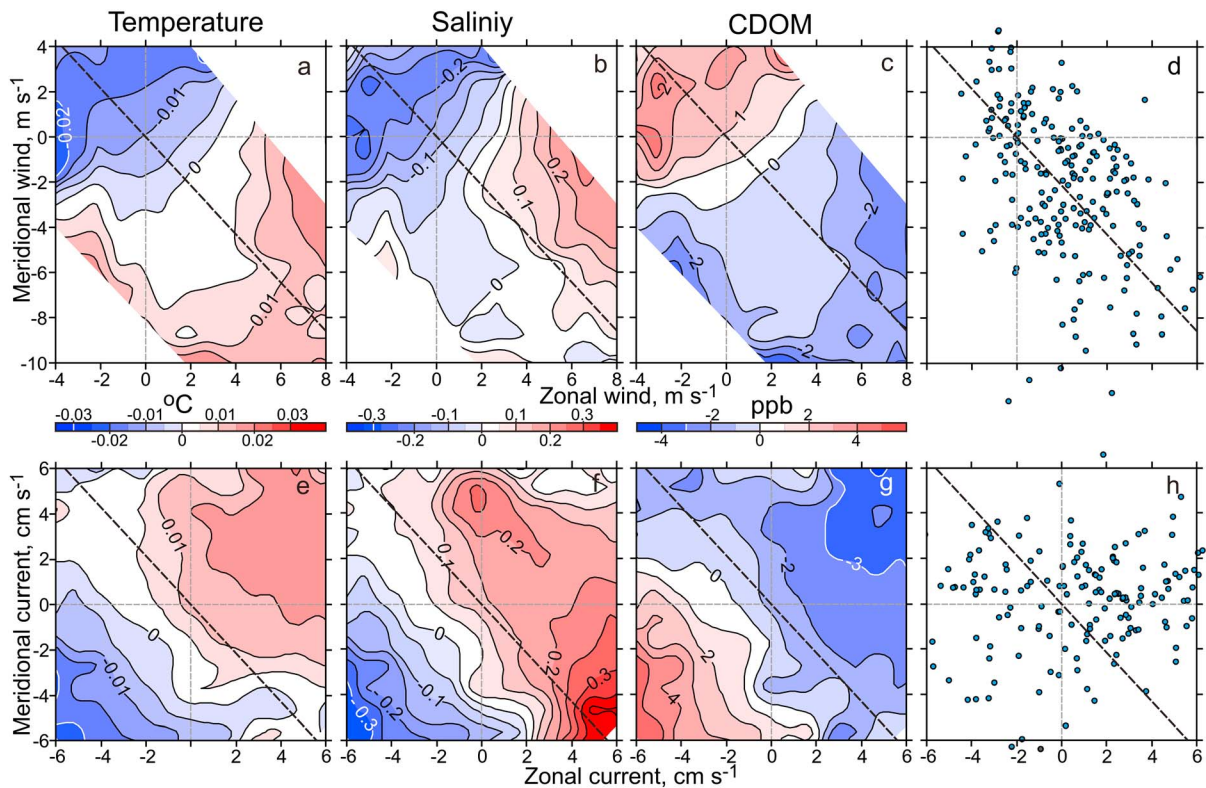 Temperature Saliniy CDOM
Meridional wind, m s-1
4 2 0 -2 -4 -6 -8 -10
a b c d
-0.02 -0.01 0 0.01
-0.2 -0.1 0 0.1 0.2
2 1 0 -2 -2 -2
-4 -2 0 2 4 6 8 -4 -2 0 2 4 6 8 -4 -2 0 2 4 6 8
Zonal wind, m s-1
-0.03 -0.01 oC 0.01 0.03 -0.3 -0.1 0.1 0.3 -2 ppb 2
-0.02 0 0.02 -0.2 0 0.2 -4 0 4
Meridional current, cm s-1
6 4 2 0 -2 -4 -6
e f g h
0.01 0 -0.01
0.2 0.1 0 -0.1 -0.2 -0.3 0.2 0.3
-3 -2 0 2 4
-6 -4 -2 0 2 4 6 -6 -4 -2 0 2 4 6 -6 -4 -2 0 2 4 6 -6 -4 -2 0 2 4 6
Zonal current, cm s-1